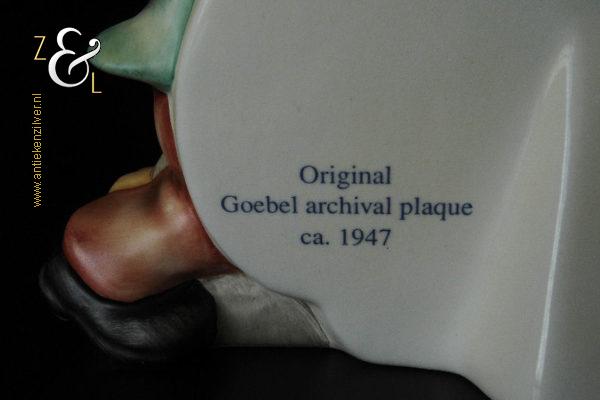 Z & L
www.antiekenzilver.nl
Original
Goebel archival plaque
ca. 1947